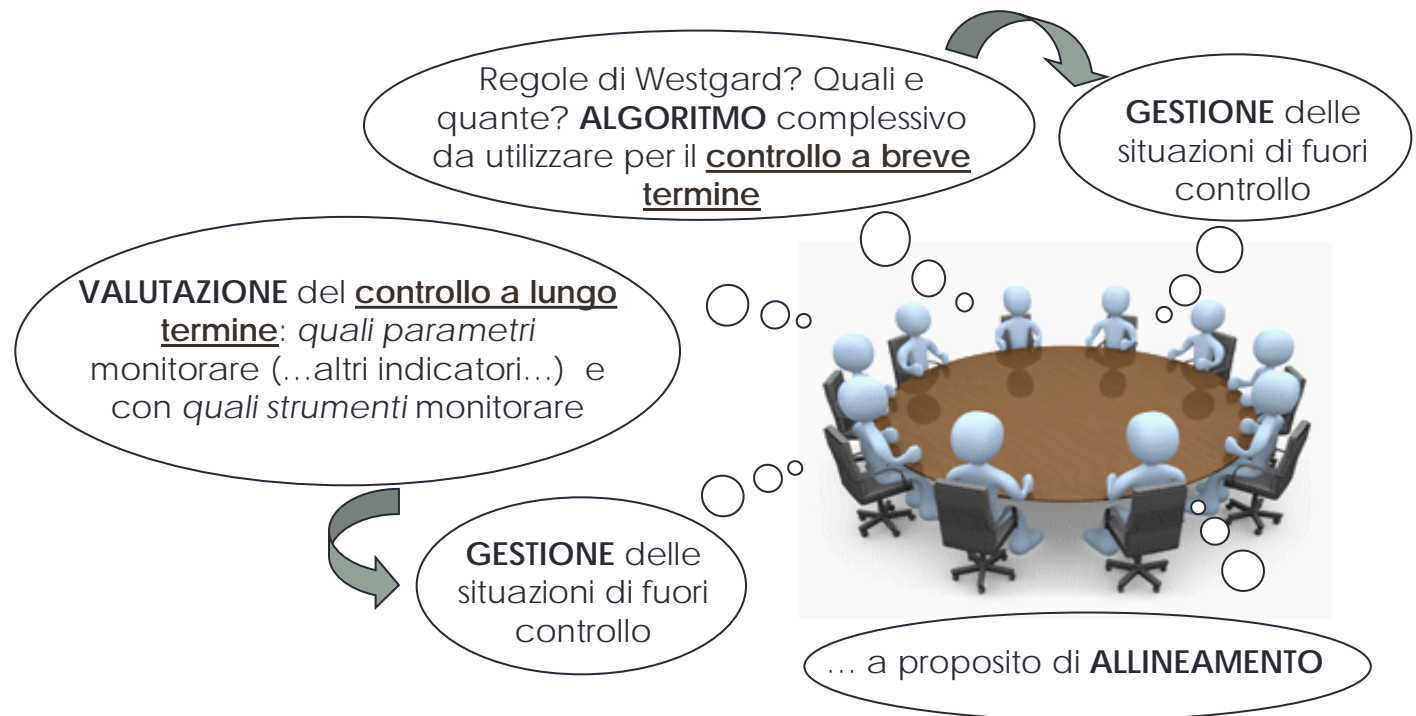 Regole di Westgard? Quali e
quante? ALGORITMO complessivo
da utilizzare per il controllo a breve
termine
GESTIONE delle
situazioni di fuori
controllo
VALUTAZIONE del controllo a lungo
termine: quali parametri
monitorare (...altri indicatori...) e
con quali strumenti monitorare
GESTIONE delle
situazioni di fuori
controllo
... a proposito di ALLINEAMENTO